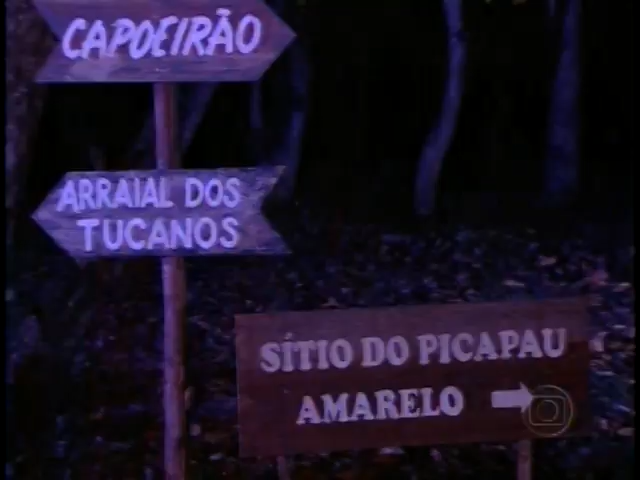 CAPOEIRÃO
ARRAIAL DOS
TUCANOS
SÍTIO DO PICAPAU
AMARELO